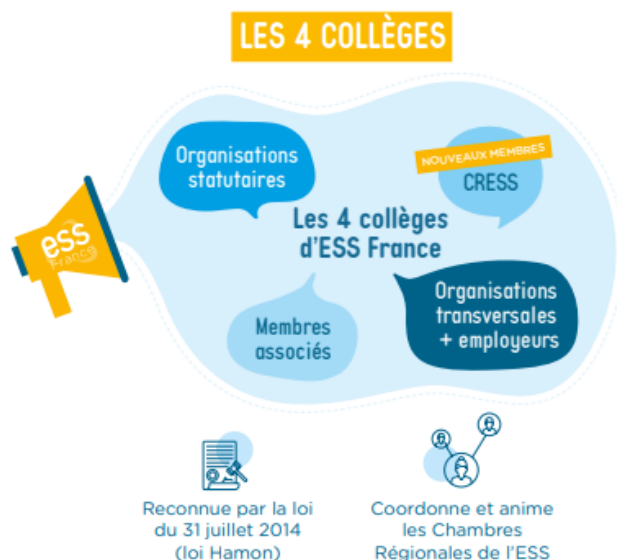 LES 4 COLLÈGES
Organisations
statutaires
NOUVEAUX MEMBRES
CRESS
Les 4 collèges
d'ESS France
ess
France
Organisations
transversales
+ employeurs
Membres
associés
Reconnue par la loi
du 31 juillet 2014
(loi Hamon)
Coordonne et anime
les Chambres
Régionales de l'ESS